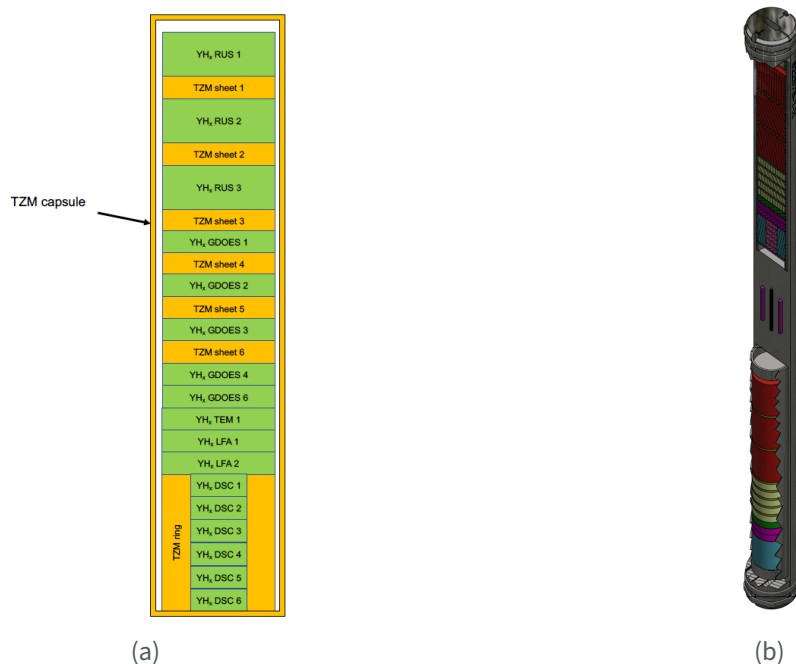 YHₓ RUS 1
TZM sheet 1
YHₓ RUS 2
TZM sheet 2
YHₓ RUS 3
TZM capsule
TZM sheet 3
YHₓ GDOES 1
TZM sheet 4
YHₓ GDOES 2
TZM sheet 5
YHₓ GDOES 3
TZM sheet 6
YHₓ GDOES 4
YHₓ GDOES 6
YHₓ TEM 1
YHₓ LFA 1
YHₓ LFA 2
YHₓ DSC 1
YHₓ DSC 2
YHₓ DSC 3
TZM ring
YHₓ DSC 4
YHₓ DSC 5
YHₓ DSC 6
(a)
(b)